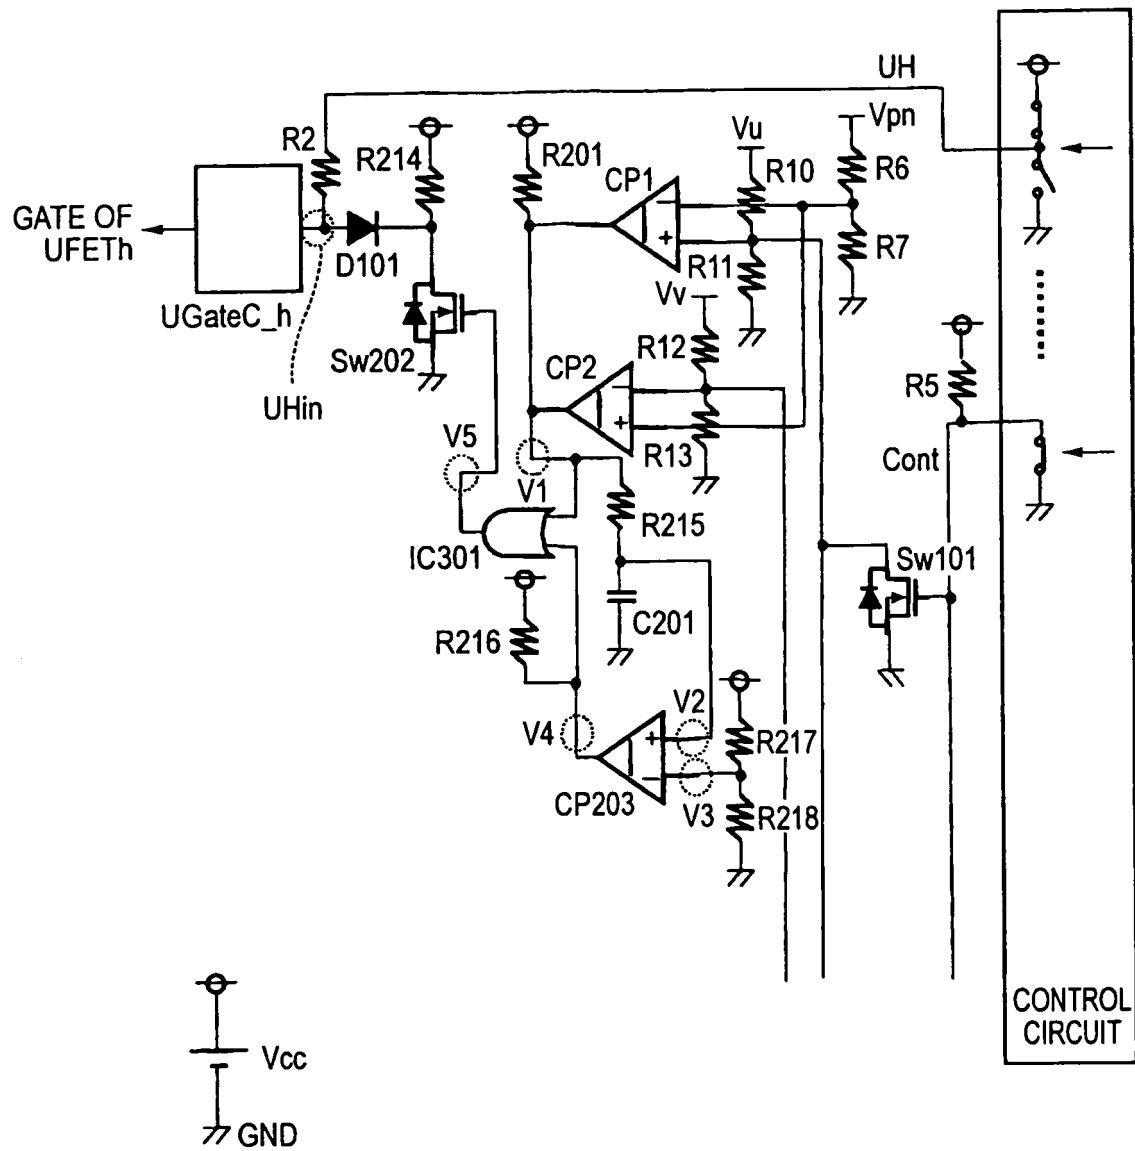 UH
Vpn
Vu
R2
R214
R201
CP1
R10
R6
GATE OF
UFETh
D101
R11
R7
UGateC_h
Vv
Sw202
CP2
R12
R5
UHin
V5
V1
R13
Cont
R215
IC301
Sw101
C201
R216
V4
V2
R217
CP203
V3
R218
CONTROL
CIRCUIT
Vcc
GND